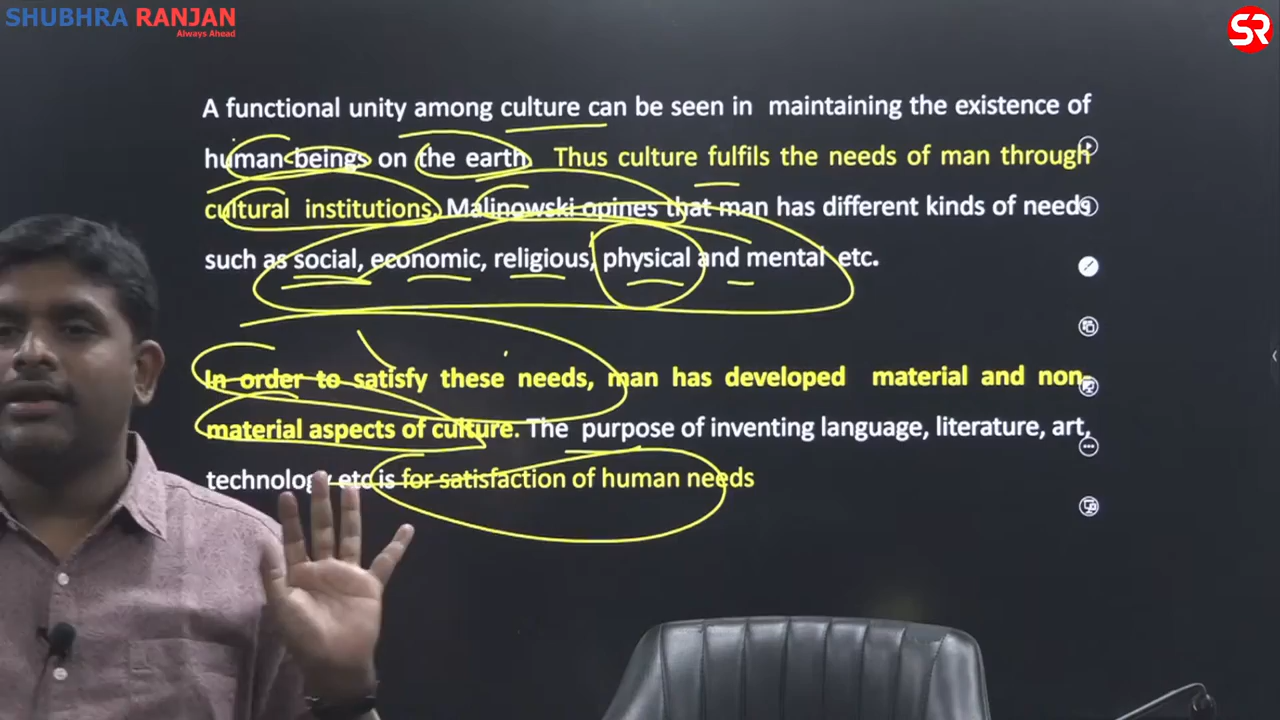 SHUBHRA RANJAN
Always Ahead
SR
A functional unity among culture can be seen in maintaining the existence of
human beings on the earth. Thus culture fulfils the needs of man through
cultural institutions. Malinowski opines that man has different kinds of needs
such as social, economic, religious, physical and mental etc.
In order to satisfy these needs, man has developed material and non-
material aspects of culture. The purpose of inventing language, literature, art,
technology etc is for satisfaction of human needs